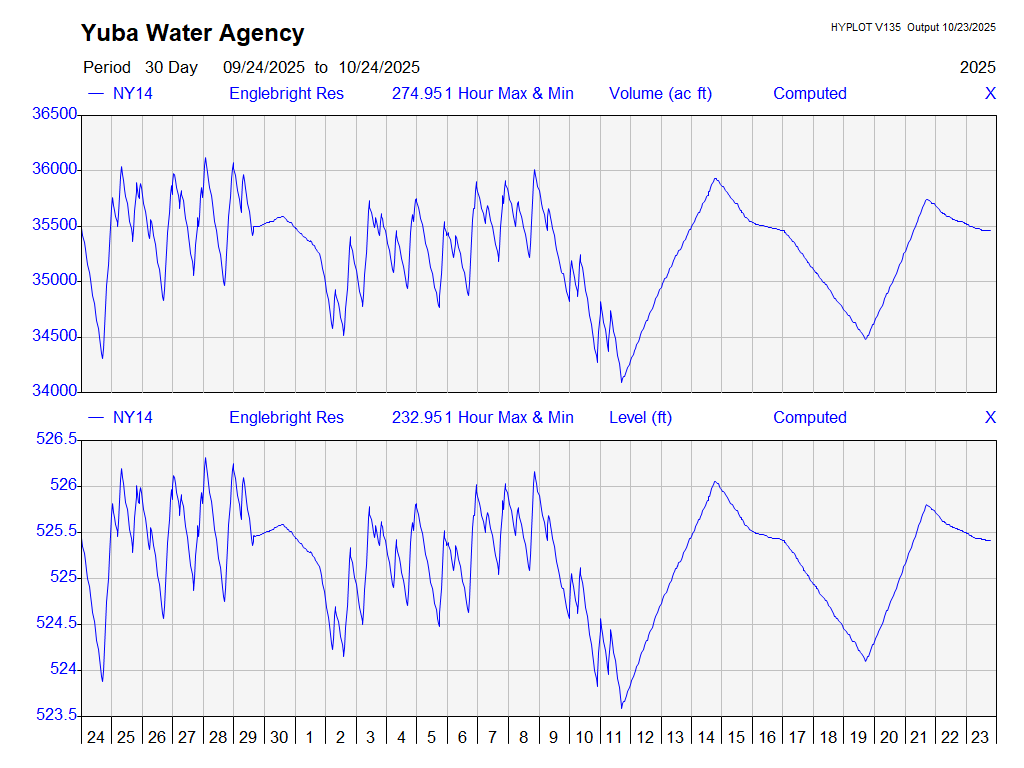 Yuba Water Agency
HYPLOT V135 Output 10/23/2025
Period 30 Day 09/24/2025 to 10/24/2025 2025
NY14 Englebright Res 274.951 Hour Max & Min Volume (ac ft) Computed X
36500
36000
35500
35000
34500
34000
NY14 Englebright Res 232.951 Hour Max & Min Level (ft) Computed X
526.5
526
525.5
525
524.5
524
523.5
24 25 26 27 28 29 30 1 2 3 4 5 6 7 8 9 10 11 12 13 14 15 16 17 18 19 20 21 22 23